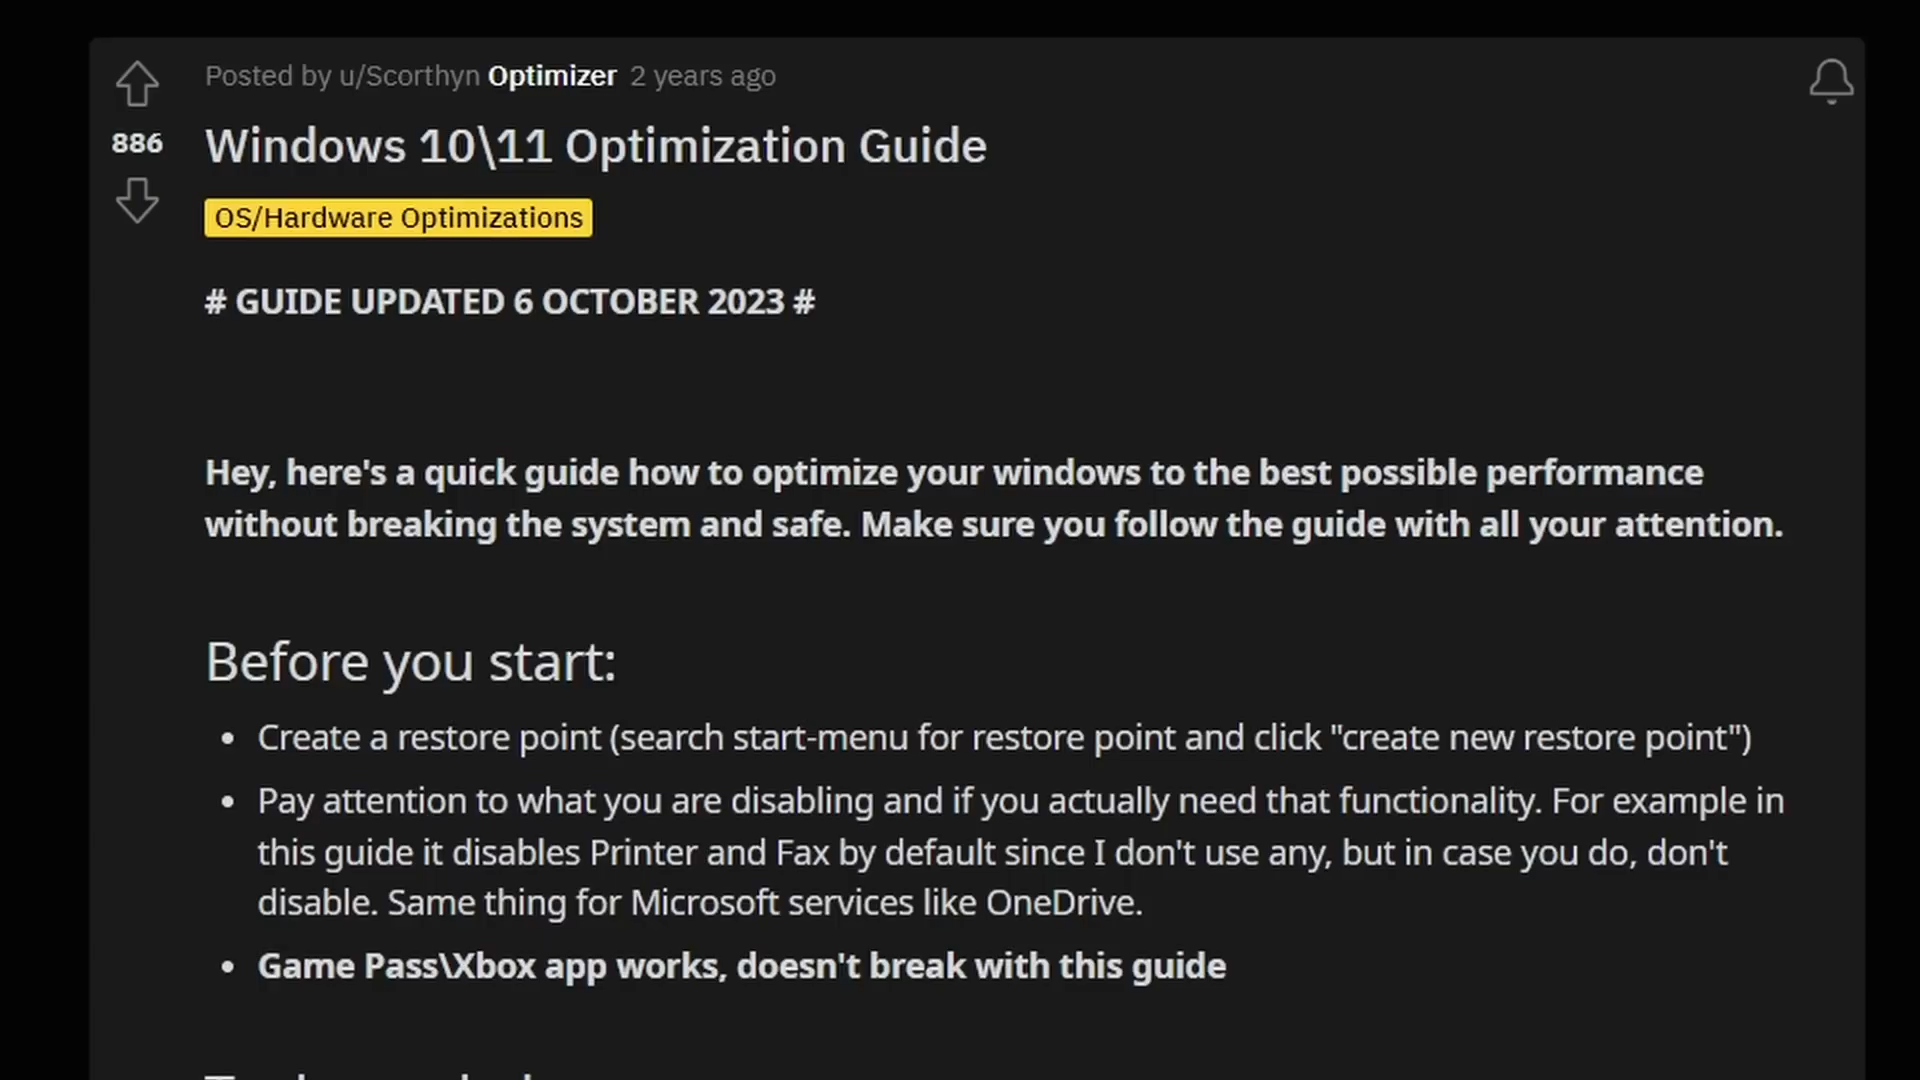 Posted by u/Scorthyn Optimizer 2 years ago
886
Windows 10\11 Optimization Guide
OS/Hardware Optimizations
# GUIDE UPDATED 6 OCTOBER 2023 #
Hey, here's a quick guide how to optimize your windows to the best possible performance
without breaking the system and safe. Make sure you follow the guide with all your attention.
Before you start:
• Create a restore point (search start-menu for restore point and click "create new restore point")
• Pay attention to what you are disabling and if you actually need that functionality. For example in
this guide it disables Printer and Fax by default since I don't use any, but in case you do, don't
disable. Same thing for Microsoft services like OneDrive.
• Game Pass\Xbox app works, doesn't break with this guide